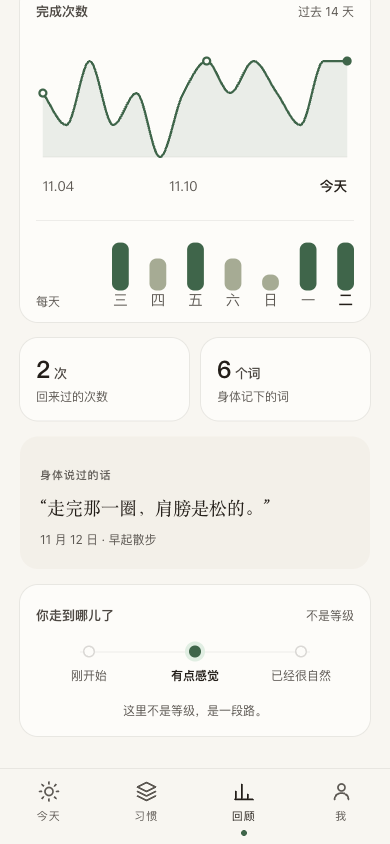 完成次数 过去 14 天
11.04 11.10 今天
每天 三 四 五 六 日 一 二
2 次 6 个词
回来过的次数 身体记下的词
身体说过的话
“走完那一圈，肩膀是松的。”
11 月 12 日 · 早起散步
你走到哪儿了 不是等级
刚开始 有点感觉 已经很自然
这里不是等级，是一段路。
今天 习惯 回顾 我